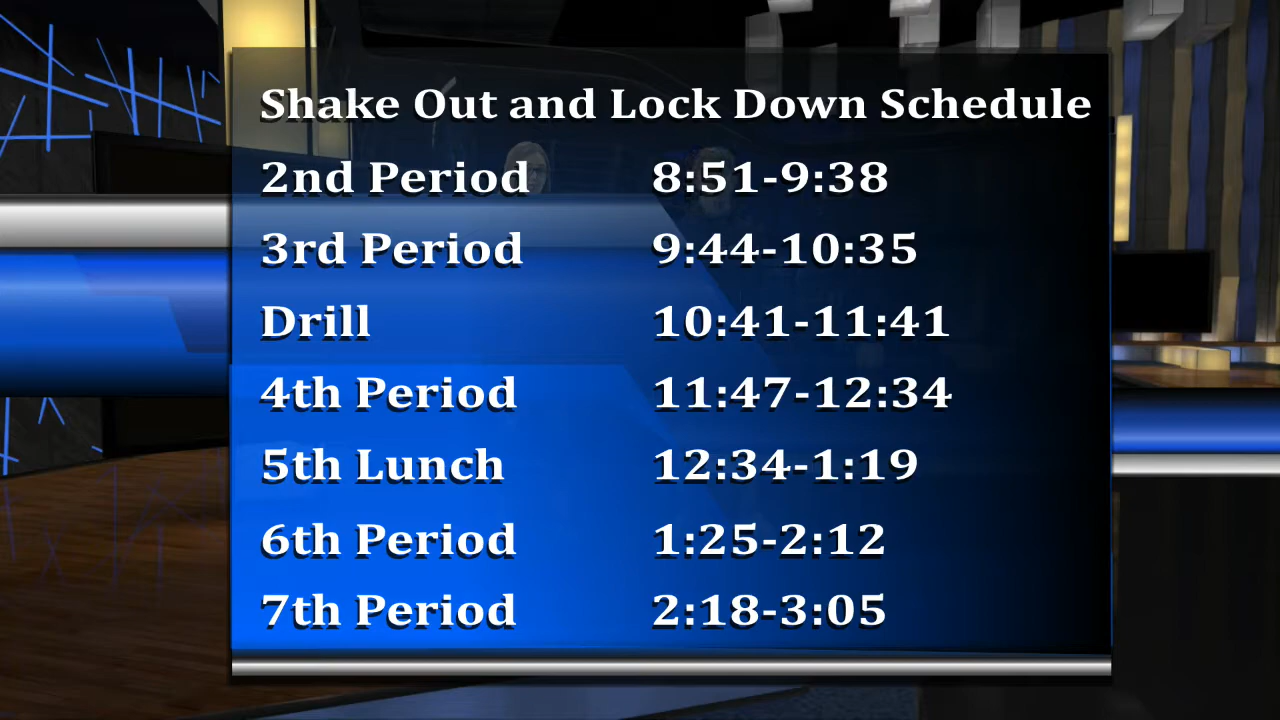 Shake Out and Lock Down Schedule
2nd Period 8:51-9:38
3rd Period 9:44-10:35
Drill 10:41-11:41
4th Period 11:47-12:34
5th Lunch 12:34-1:19
6th Period 1:25-2:12
7th Period 2:18-3:05